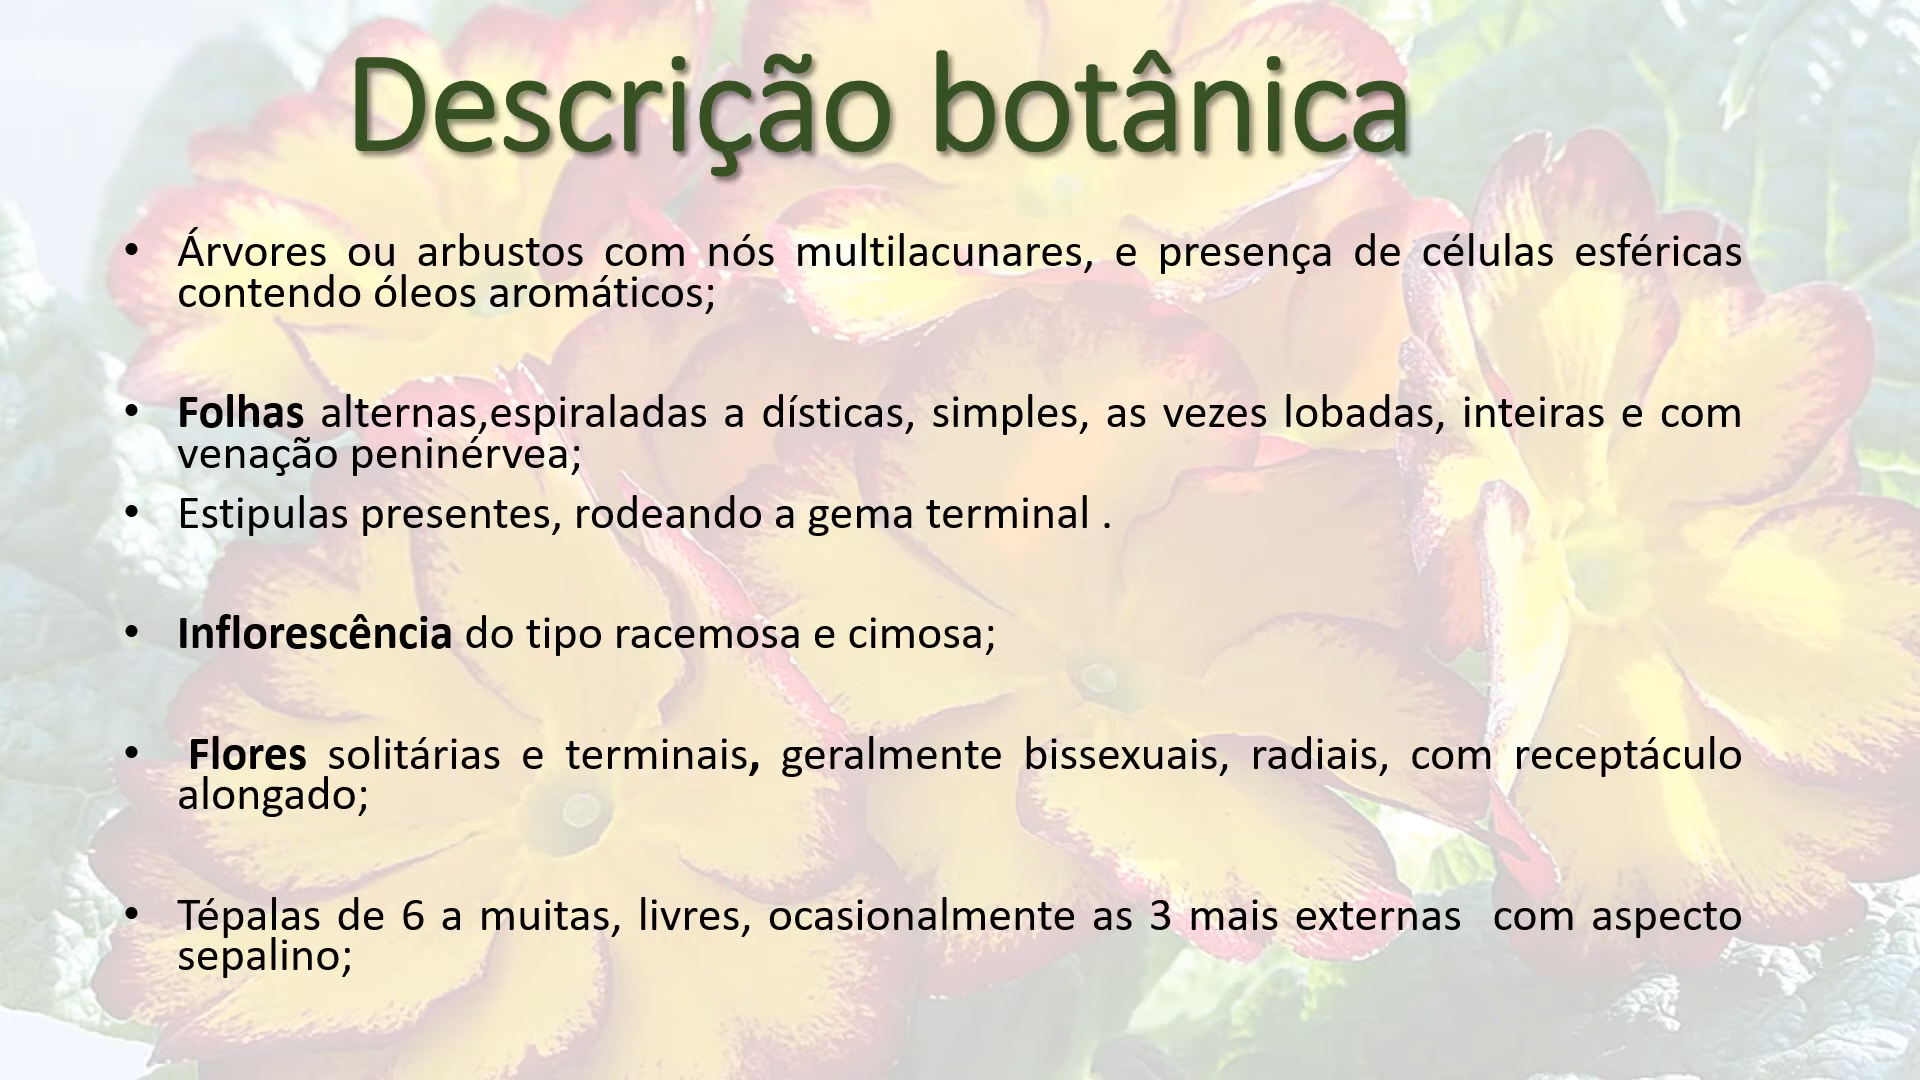 Descrição botânica
• Árvores ou arbustos com nós multilacunares, e presença de células esféricas
contendo óleos aromáticos;
• Folhas alternas,espiraladas a dísticas, simples, as vezes lobadas, inteiras e com
venação peninérvea;
• Estipulas presentes, rodeando a gema terminal .
• Inflorescência do tipo racemosa e cimosa;
• Flores solitárias e terminais, geralmente bissexuais, radiais, com receptáculo
alongado;
• Tépalas de 6 a muitas, livres, ocasionalmente as 3 mais externas com aspecto
sepalino;